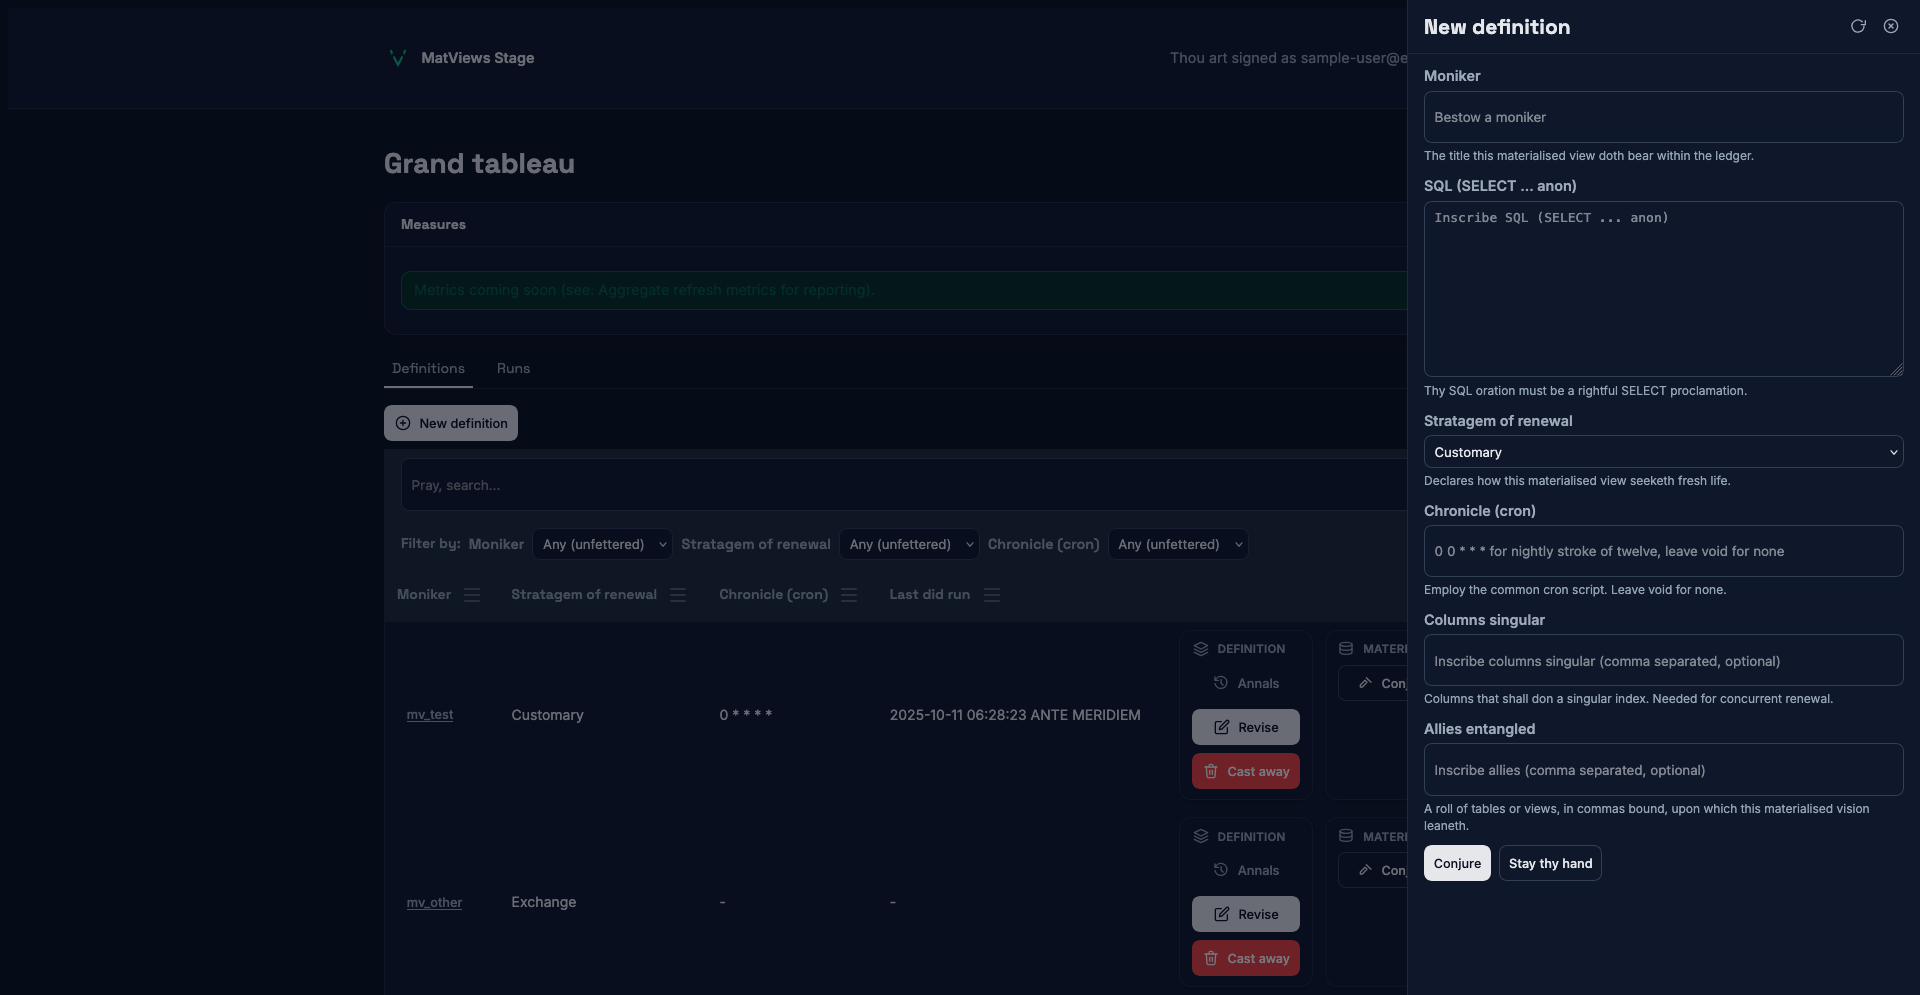 MatViews Stage
Thou art signed as sample-user@e
Grand tableau
Measures
Metrics coming soon (see: Aggregate refresh metrics for reporting).
Definitions Runs
New definition
Pray, search...
Filter by: Moniker Any (unfettered) Stratagem of renewal Any (unfettered) Chronicle (cron) Any (unfettered)
Moniker Stratagem of renewal Chronicle (cron) Last did run
DEFINITION MATERI
Annals Conj
mv_test Customary 0 * * * * 2025-10-11 06:28:23 ANTE MERIDIEM
Revise
Cast away
DEFINITION MATERI
Annals Conj
mv_other Exchange - -
Revise
Cast away
New definition
Moniker
Bestow a moniker
The title this materialised view doth bear within the ledger.
SQL (SELECT ... anon)
Inscribe SQL (SELECT ... anon)
Thy SQL oration must be a rightful SELECT proclamation.
Stratagem of renewal
Customary
Declares how this materialised view seeketh fresh life.
Chronicle (cron)
0 0 * * * for nightly stroke of twelve, leave void for none
Employ the common cron script. Leave void for none.
Columns singular
Inscribe columns singular (comma separated, optional)
Columns that shall don a singular index. Needed for concurrent renewal.
Allies entangled
Inscribe allies (comma separated, optional)
A roll of tables or views, in commas bound, upon which this materialised vision
leaneth.
Conjure Stay thy hand